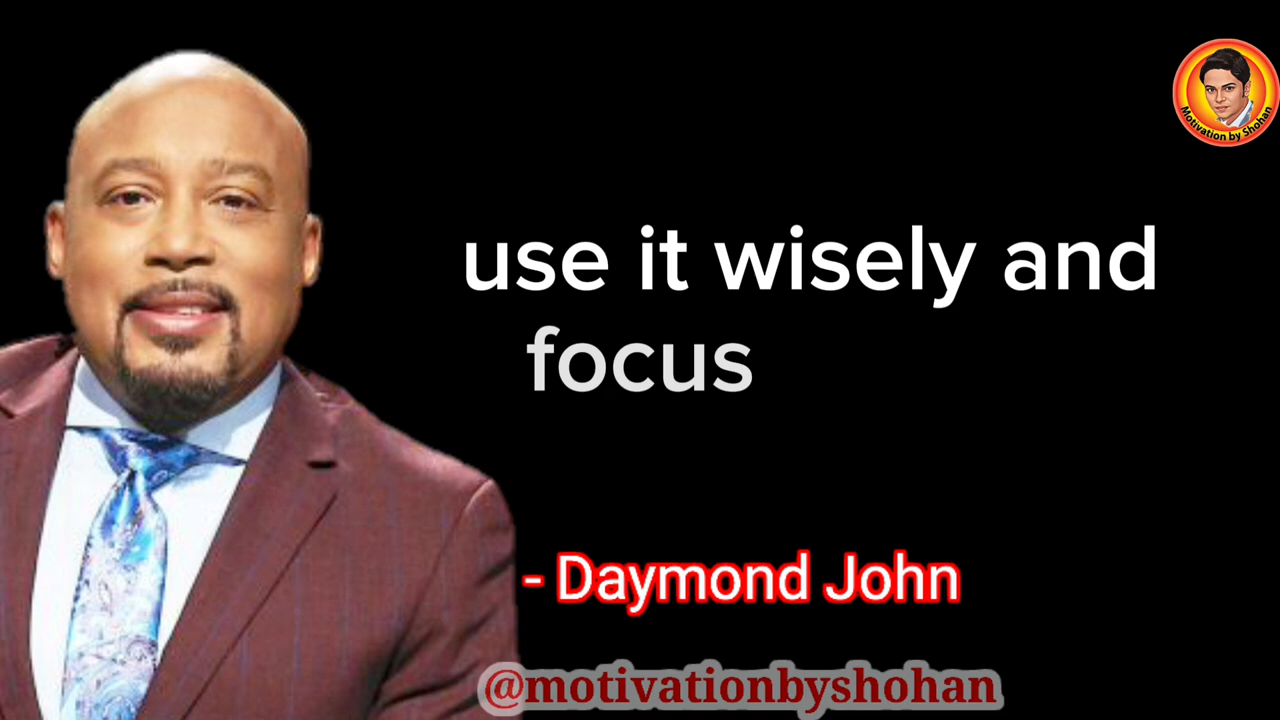 Motivation by Shohan
use it wisely and
focus
- Daymond John
@motivationbyshohan